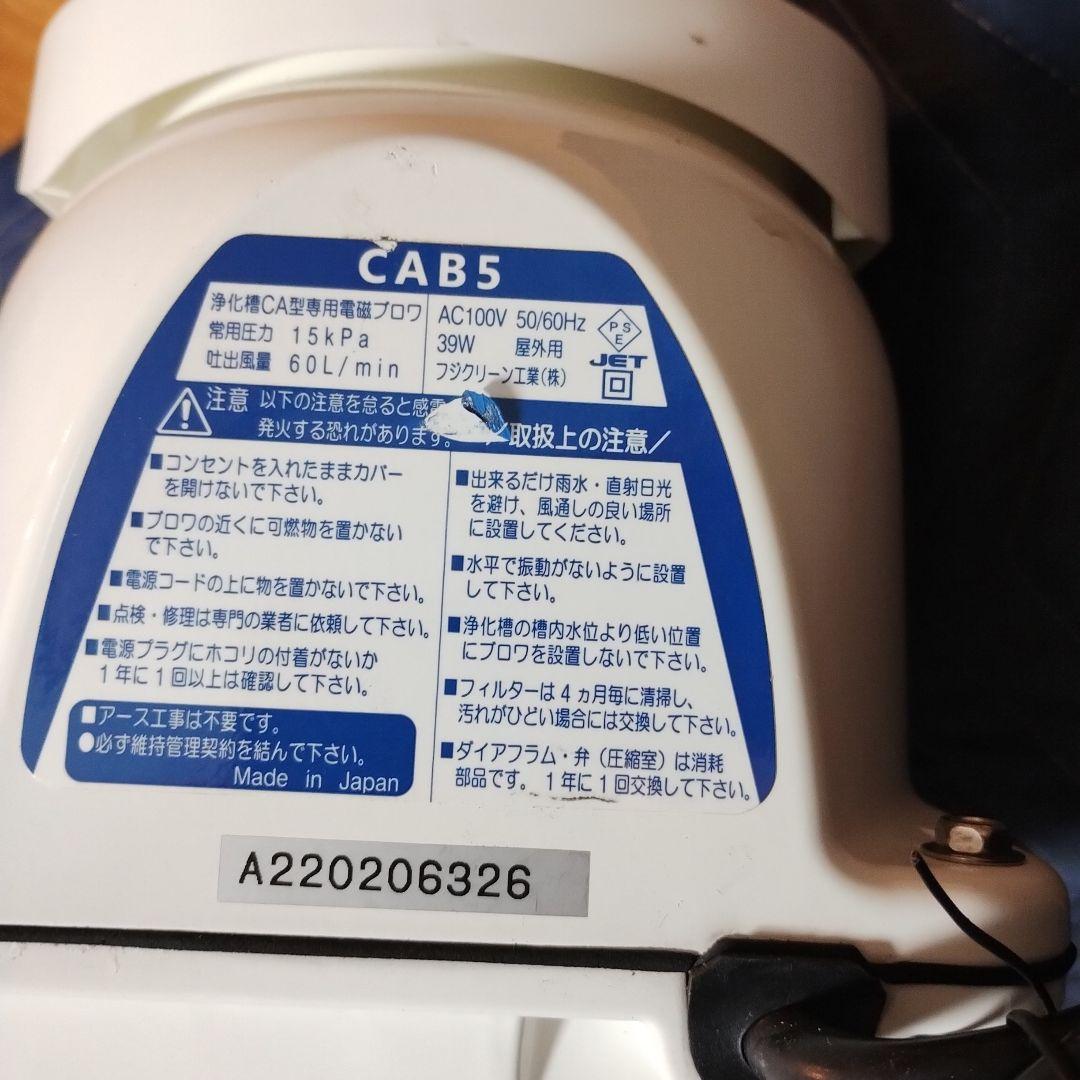 CAB5
浄化槽CA型専用電磁ブロワ
常用圧力 15kPa
吐出風量 60L/min
AC100V 50/60Hz
39W 屋外用
フジクリーン工業(株)
PSE
JET
注意 以下の注意を怠ると感
発火する恐れがあります。
■コンセントを入れたままカバー
を開けないで下さい。
■ブロワの近くに可燃物を置かない
で下さい。
■電源コードの上に物を置かないで下さい。
■点検・修理は専門の業者に依頼して下さい。
■電源プラグにホコリの付着がないか
1年に1回以上は確認して下さい。
■アース工事は不要です。
●必ず維持管理契約を結んで下さい。
Made in Japan
取扱上の注意
■出来るだけ雨水・直射日光
を避け、風通しの良い場所
に設置してください。
■水平で振動がないように設置
して下さい。
■浄化槽の槽内水位より低い位置
にブロワを設置しないで下さい。
■フィルターは4ヵ月毎に清掃し、
汚れがひどい場合には交換して下さい。
■ダイアフラム・弁（圧縮室）は消耗
部品です。1年に1回交換して下さい。
A220206326